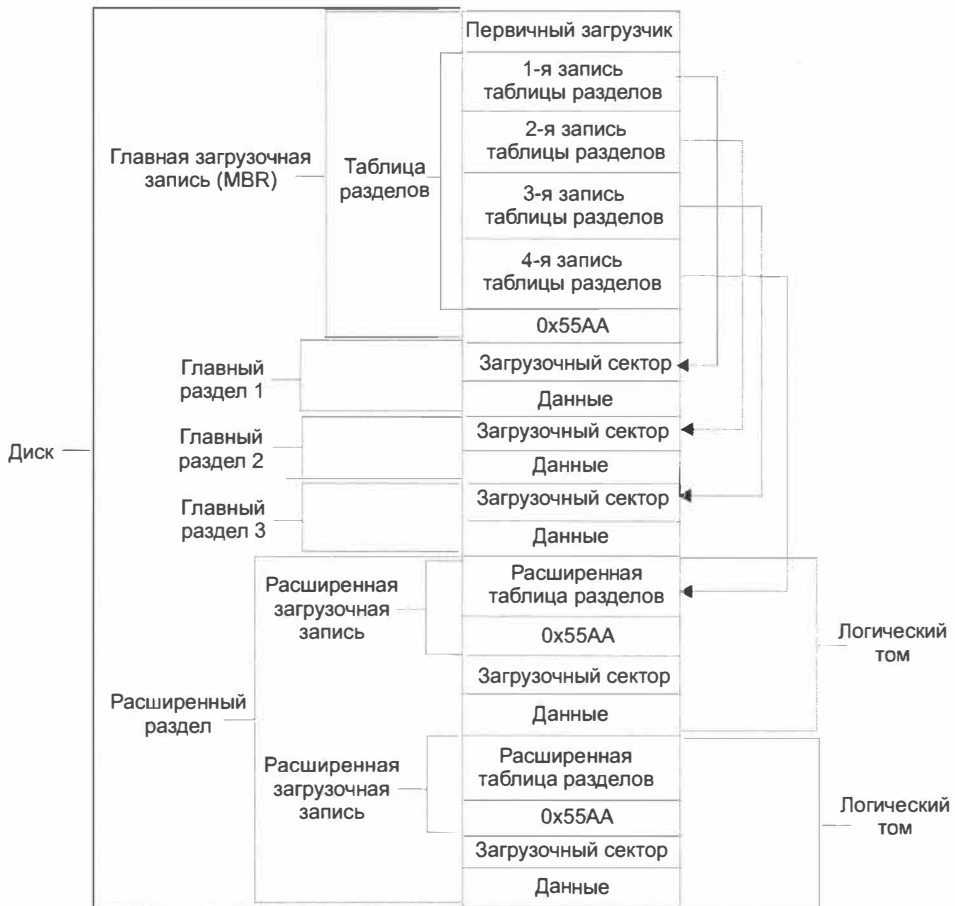 Первичный загрузчик
1-я запись
таблицы разделов
2-я запись
таблицы разделов
Главная загрузочная
запись (MBR)
Таблица
разделов
3-я запись
таблицы разделов
4-я запись
таблицы разделов
0x55AA
Главный
раздел 1
Загрузочный сектор
Данные
Диск
Главный
раздел 2
Загрузочный сектор
Данные
Главный
раздел 3
Загрузочный сектор
Данные
Расширенный
раздел
Расширенная
загрузочная
запись
Расширенная
таблица разделов
0x55AA
Загрузочный сектор
Данные
Логический
том
Расширенная
загрузочная
запись
Расширенная
таблица разделов
0x55AA
Загрузочный сектор
Данные
Логический
том